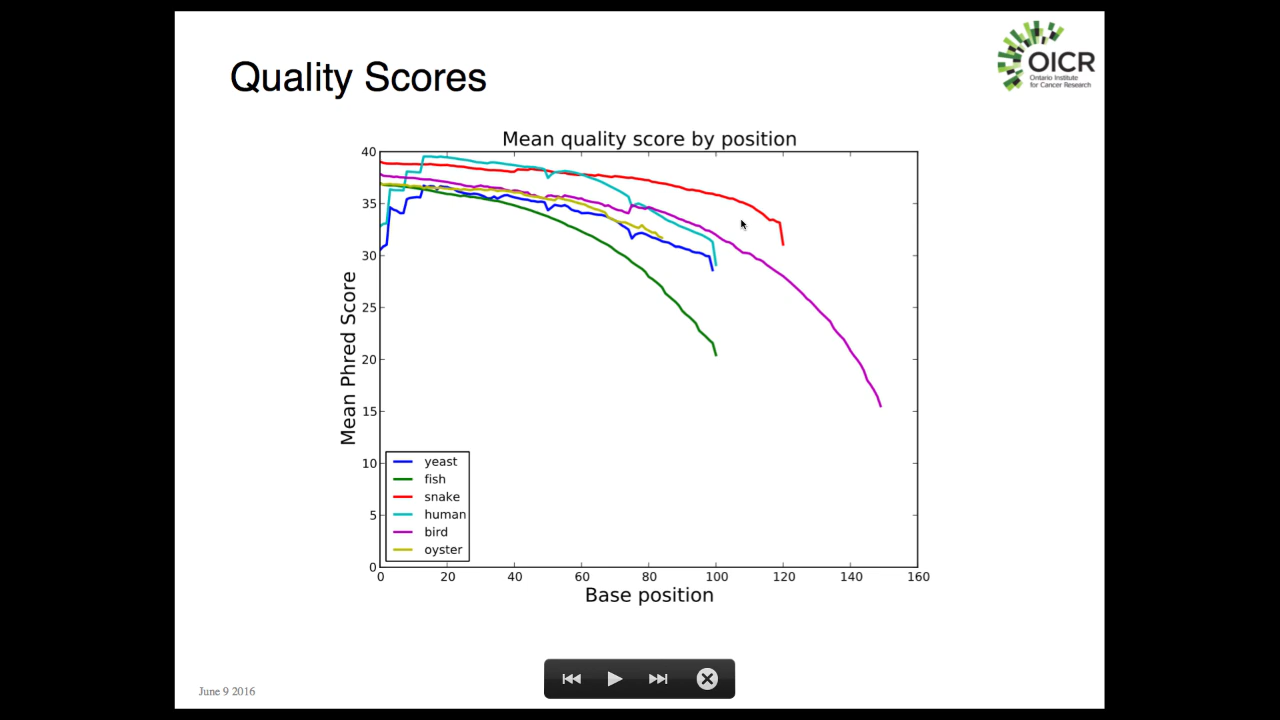 Quality Scores
OICR
Ontario Institute
for Cancer Research
Mean quality score by position
Mean Phred Score
40
35
30
25
20
15
10
5
0
yeast
fish
snake
human
bird
oyster
0 20 40 60 80 100 120 140 160
Base position
June 9 2016